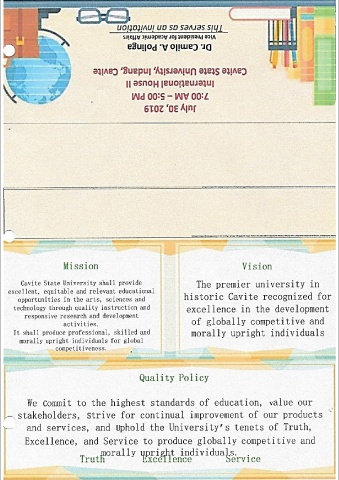 July 30, 2019
7:00 AM – 5:00 PM
International House II
Cavite State University, Indang, Cavite
Dr. Camilo A. Polinga
Vice President for Academic Affairs
This serves as an invitation
Mission
Cavite State University shall provide
excellent, equitable and relevant educational
opportunities in the arts, sciences and
technology through quality instruction and
responsive research and development
activities.
It shall produce professional, skilled and
morally upright individuals for global
competitiveness.
Vision
The premier university in
historic Cavite recognized for
excellence in the development
of globally competitive and
morally upright individuals
Quality Policy
We Commit to the highest standards of education, value our
stakeholders, Strive for continual improvement of our products
and services, and Uphold the University's tenets of Truth,
Excellence, and Service to produce globally competitive and
morally upright individuals.
Truth Excellence Service